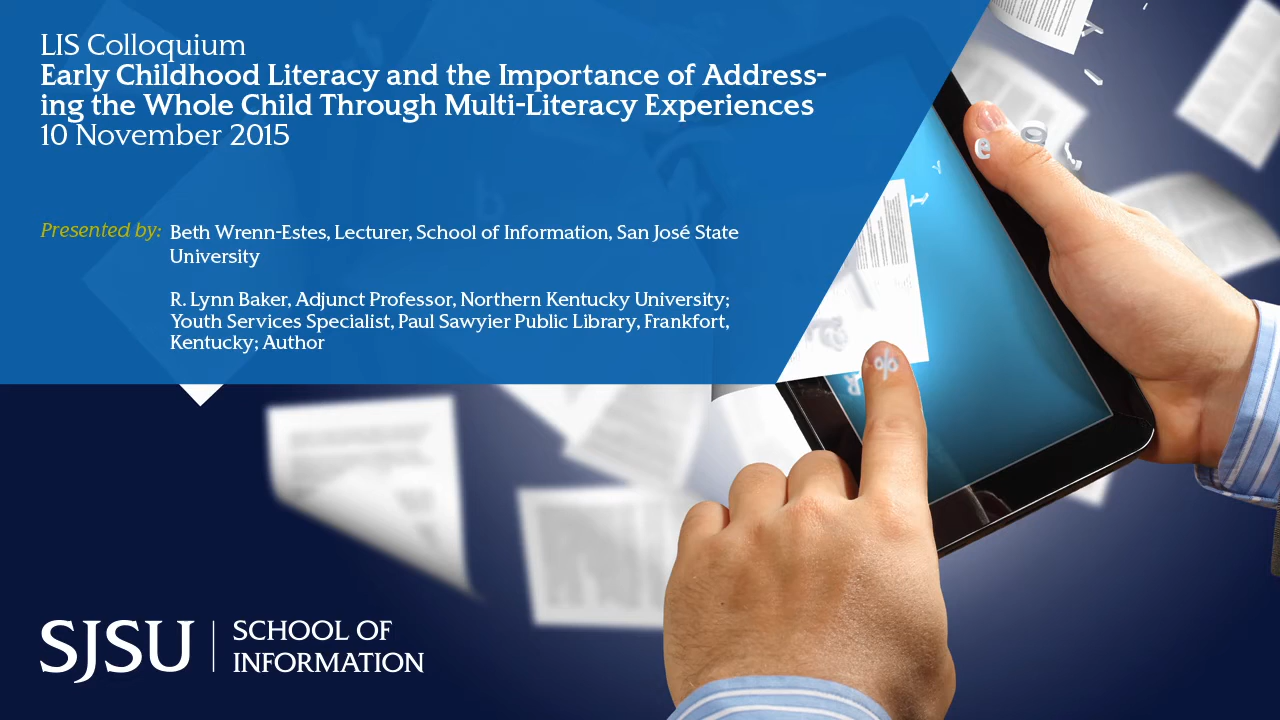 LIS Colloquium
Early Childhood Literacy and the Importance of Address-
ing the Whole Child Through Multi-Literacy Experiences
10 November 2015
Presented by: Beth Wrenn-Estes, Lecturer, School of Information, San José State
University
R. Lynn Baker, Adjunct Professor, Northern Kentucky University;
Youth Services Specialist, Paul Sawyier Public Library, Frankfort,
Kentucky; Author
e
Y
%
R
SJSU SCHOOL OF
INFORMATION